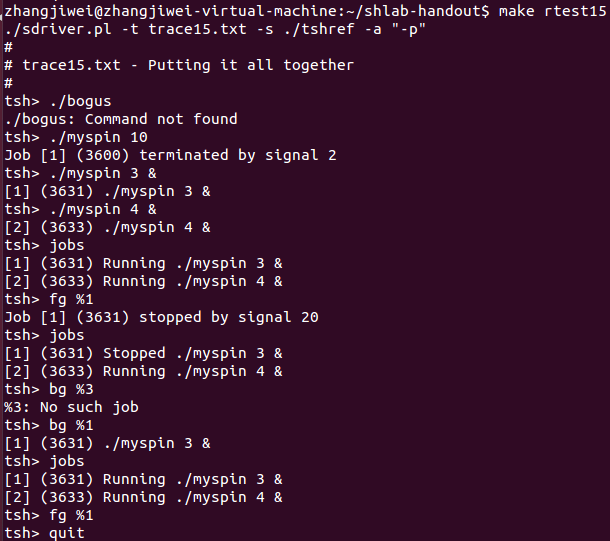 zhangjiwei@zhangjiwei-virtual-machine:~/shlab-handout$ make rtest15
./sdriver.pl -t trace15.txt -s ./tshref -a "-p"
#
# trace15.txt - Putting it all together
#
tsh> ./bogus
./bogus: Command not found
tsh> ./myspin 10
Job [1] (3600) terminated by signal 2
tsh> ./myspin 3 &
[1] (3631) ./myspin 3 &
tsh> ./myspin 4 &
[2] (3633) ./myspin 4 &
tsh> jobs
[1] (3631) Running ./myspin 3 &
[2] (3633) Running ./myspin 4 &
tsh> fg %1
Job [1] (3631) stopped by signal 20
tsh> jobs
[1] (3631) Stopped ./myspin 3 &
[2] (3633) Running ./myspin 4 &
tsh> bg %3
%3: No such job
tsh> bg %1
[1] (3631) ./myspin 3 &
tsh> jobs
[1] (3631) Running ./myspin 3 &
[2] (3633) Running ./myspin 4 &
tsh> fg %1
tsh> quit